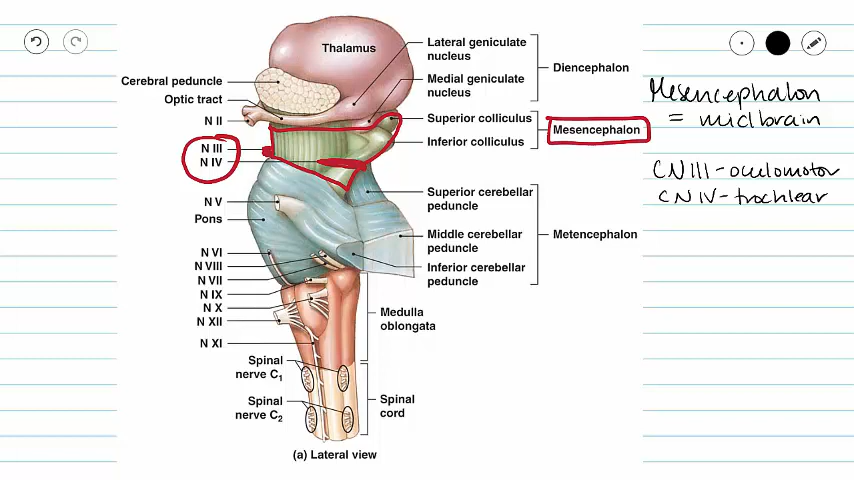 Thalamus
Cerebral peduncle
Optic tract
N II
N III
N IV
N V
Pons
N VI
N VIII
N VII
N IX
N X
N XII
N XI
Spinal
nerve C1
Spinal
nerve C2
Lateral geniculate
nucleus
Medial geniculate
nucleus
Superior colliculus
Inferior colliculus
Superior cerebellar
peduncle
Middle cerebellar
peduncle
Inferior cerebellar
peduncle
Medulla
oblongata
Spinal
cord
Diencephalon
Mesencephalon
Metencephalon
(a) Lateral view
Mesencephalon
= midbrain
CN III - oculomotor
CN IV - trochlear